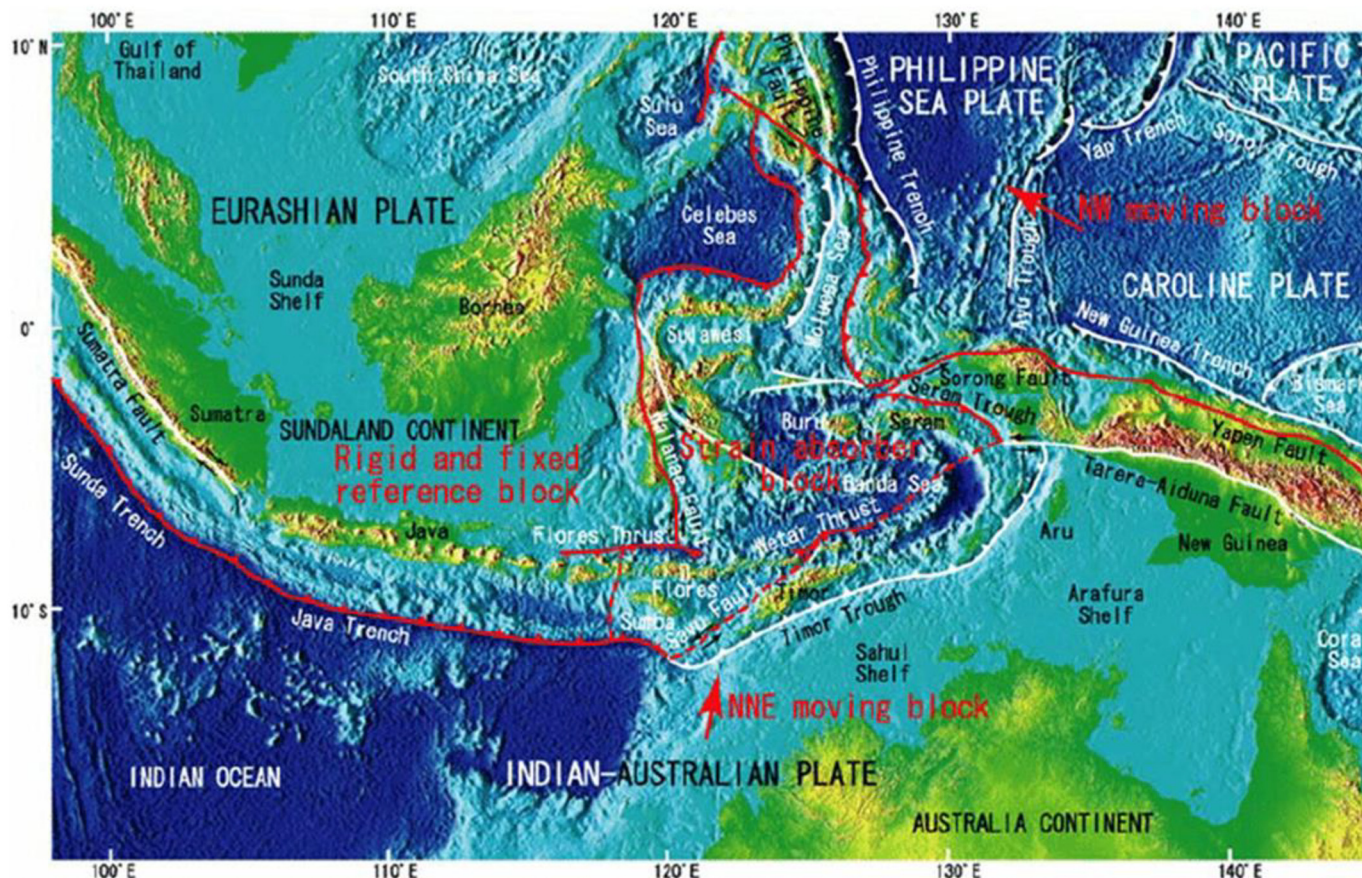 100°E 110°E 120°E 130°E 140°E
10°N
Gulf of
Thailand
South China Sea
Sulu
Sea
Philippine
Fault
Philippine Trench
PHILIPPINE
SEA PLATE
PACIFIC
PLATE
Yap Trench
Sorol Trough
EURASHIAN PLATE
Celebes
Sea
NW moving block
Ayu Trough
CAROLINE PLATE
Sunda
Shelf
Borneo
0°
Sulawesi
New Guinea Trench
Sumatra Fault
Sumatra
Sorong Fault
Seram Trough
Seram
Buru
Yapen Fault
SUNDALAND CONTINENT
Rigid and fixed
reference block
Strain absorber
block
Banda Sea
Sunda Trench
Tarera-Aiduna Fault
Java
Flores Thrust
Wetar Thrust
Aru
New Guinea
10°S
Flores
Sumba
Savu Fault
Timor
Timor Trough
Arafura
Shelf
Java Trench
Sahul
Shelf
NNE moving block
INDIAN OCEAN
INDIAN-AUSTRALIAN PLATE
AUSTRALIA CONTINENT
100°E 110°E 120°E 130°E 140°E